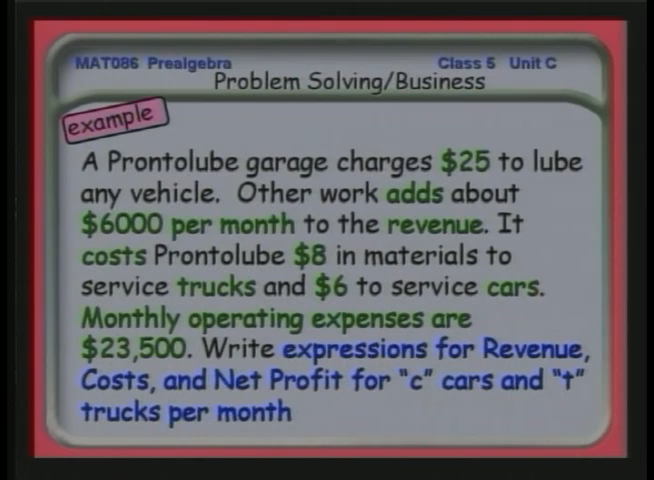 MAT086 Prealgebra Class 5 Unit C
Problem Solving/Business
example
A Prontolube garage charges $25 to lube
any vehicle. Other work adds about
$6000 per month to the revenue. It
costs Prontolube $8 in materials to
service trucks and $6 to service cars.
Monthly operating expenses are
$23,500. Write expressions for Revenue,
Costs, and Net Profit for "c" cars and "t"
trucks per month